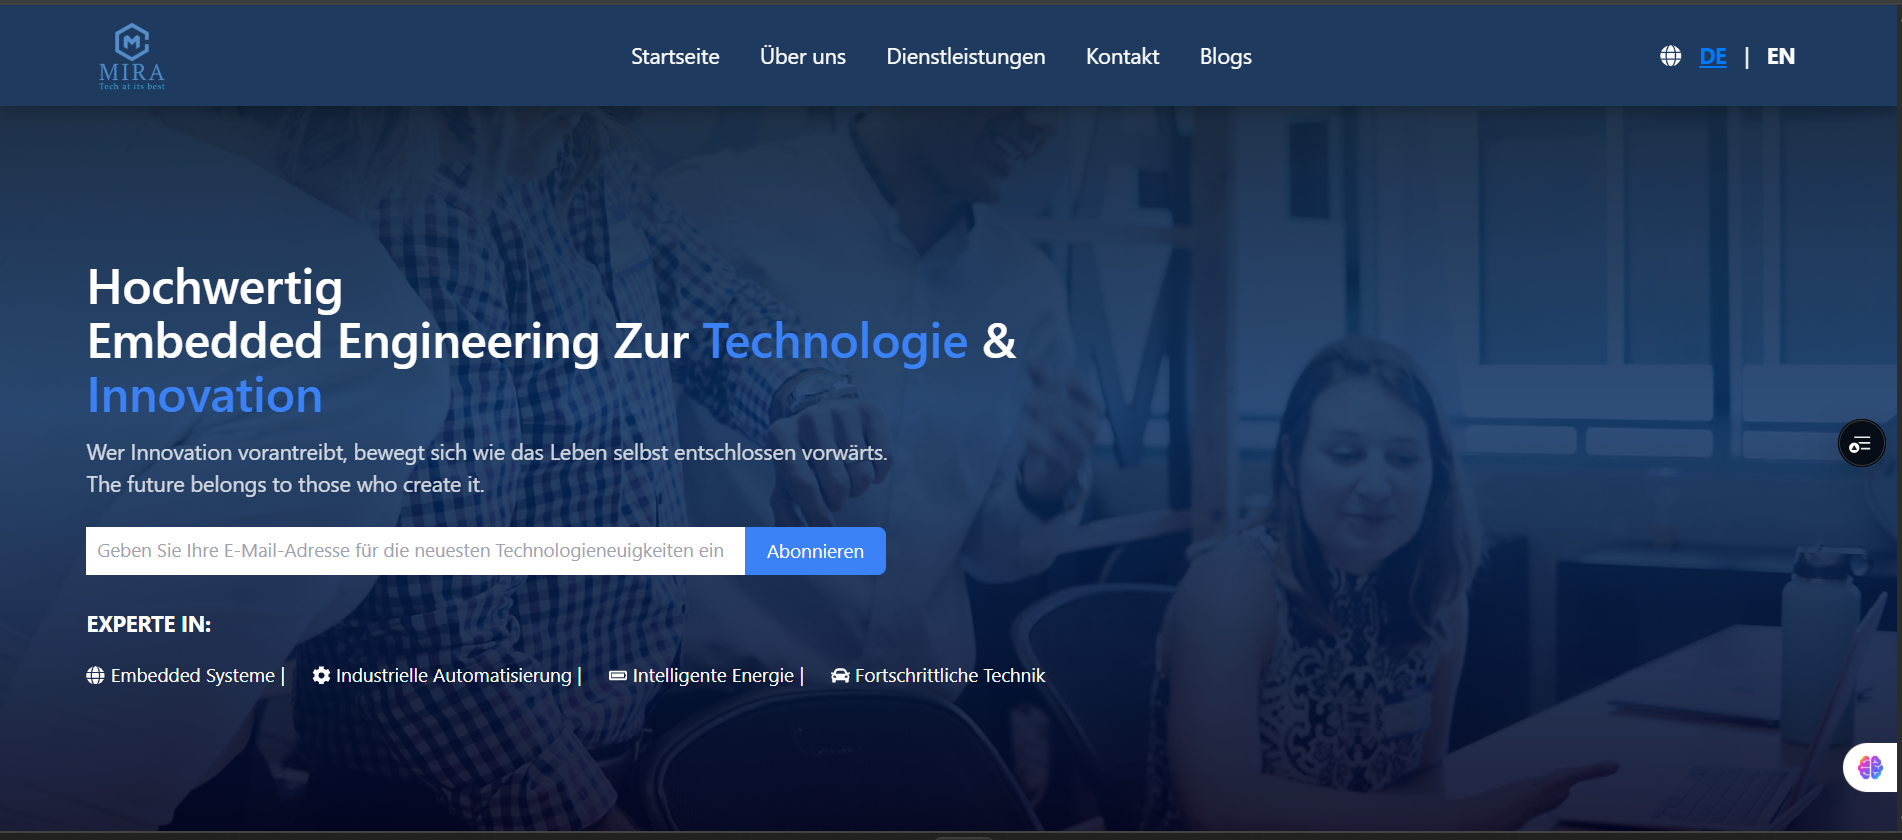 MIRA
Tech at its best
Startseite Über uns Dienstleistungen Kontakt Blogs
DE | EN
Hochwertig
Embedded Engineering Zur Technologie &
Innovation
Wer Innovation vorantreibt, bewegt sich wie das Leben selbst entschlossen vorwärts.
The future belongs to those who create it.
Geben Sie Ihre E-Mail-Adresse für die neuesten Technologieneuigkeiten ein Abonnieren
EXPERTE IN:
Embedded Systeme | Industrielle Automatisierung | Intelligente Energie | Fortschrittliche Technik